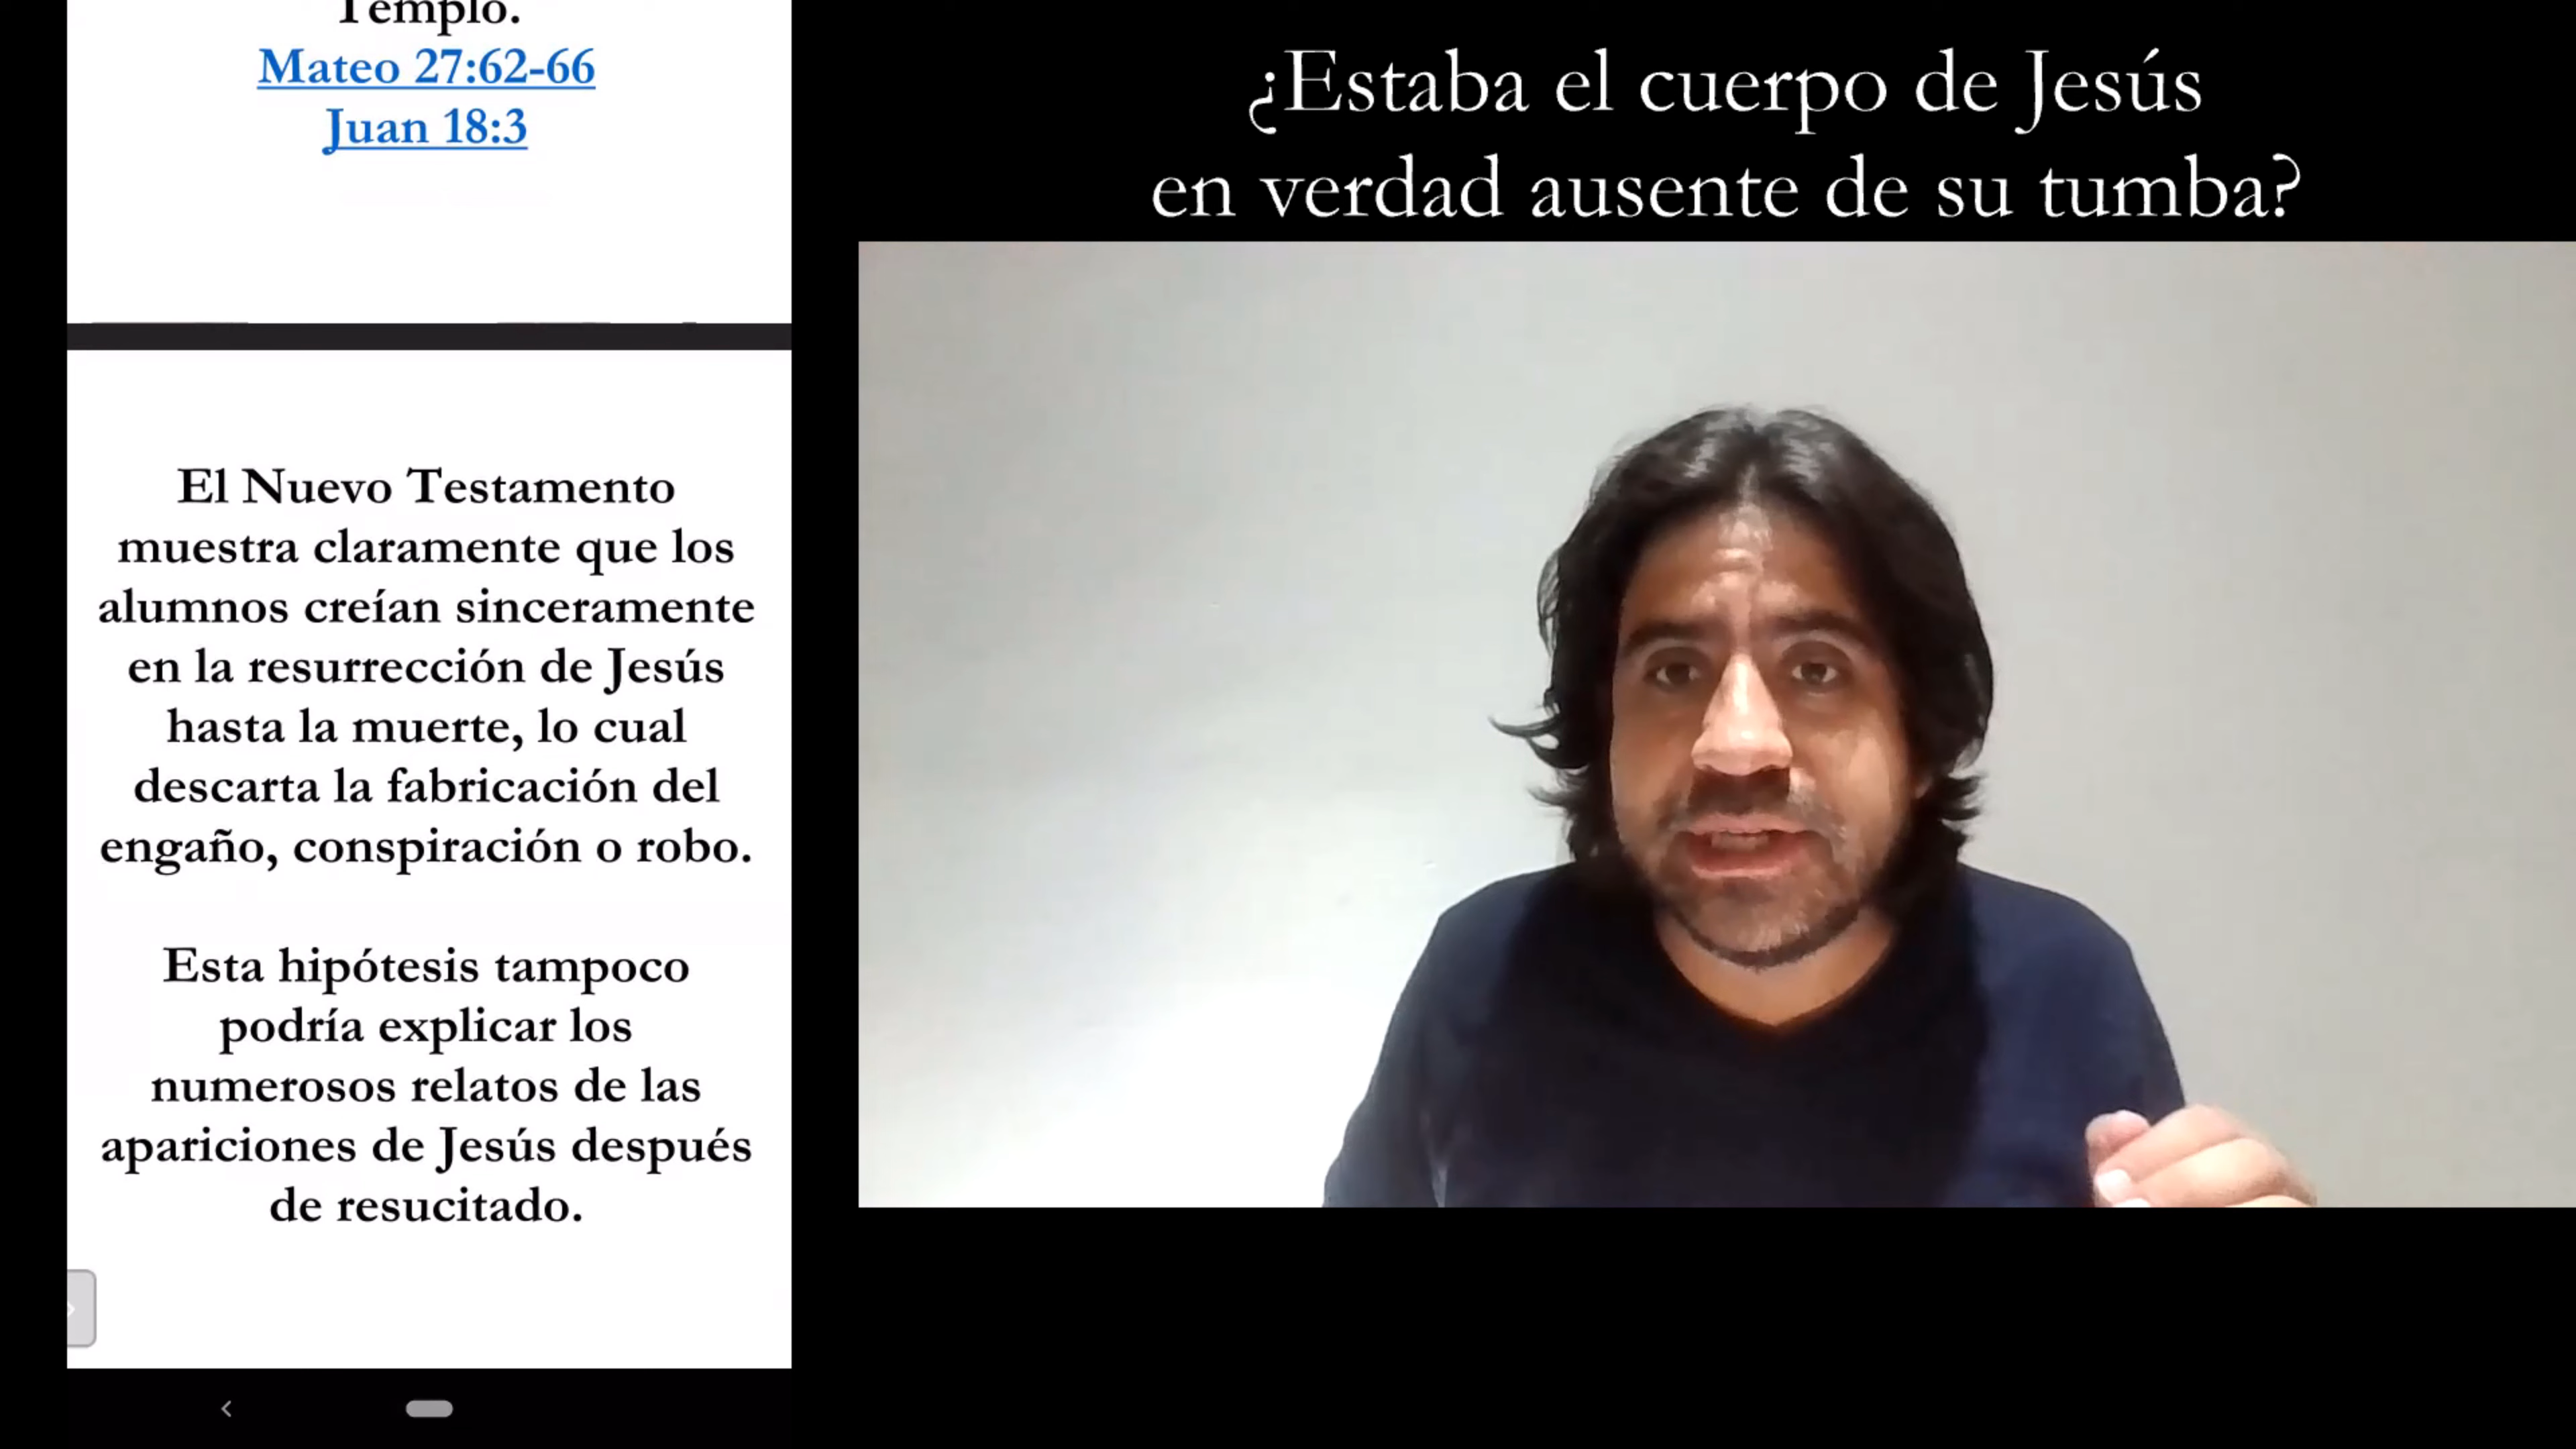 Templo.
Mateo 27:62-66
Juan 18:3
El Nuevo Testamento
muestra claramente que los
alumnos creían sinceramente
en la resurrección de Jesús
hasta la muerte, lo cual
descarta la fabricación del
engaño, conspiración o robo.
Esta hipótesis tampoco
podría explicar los
numerosos relatos de las
apariciones de Jesús después
de resucitado.
¿Estaba el cuerpo de Jesús
en verdad ausente de su tumba?